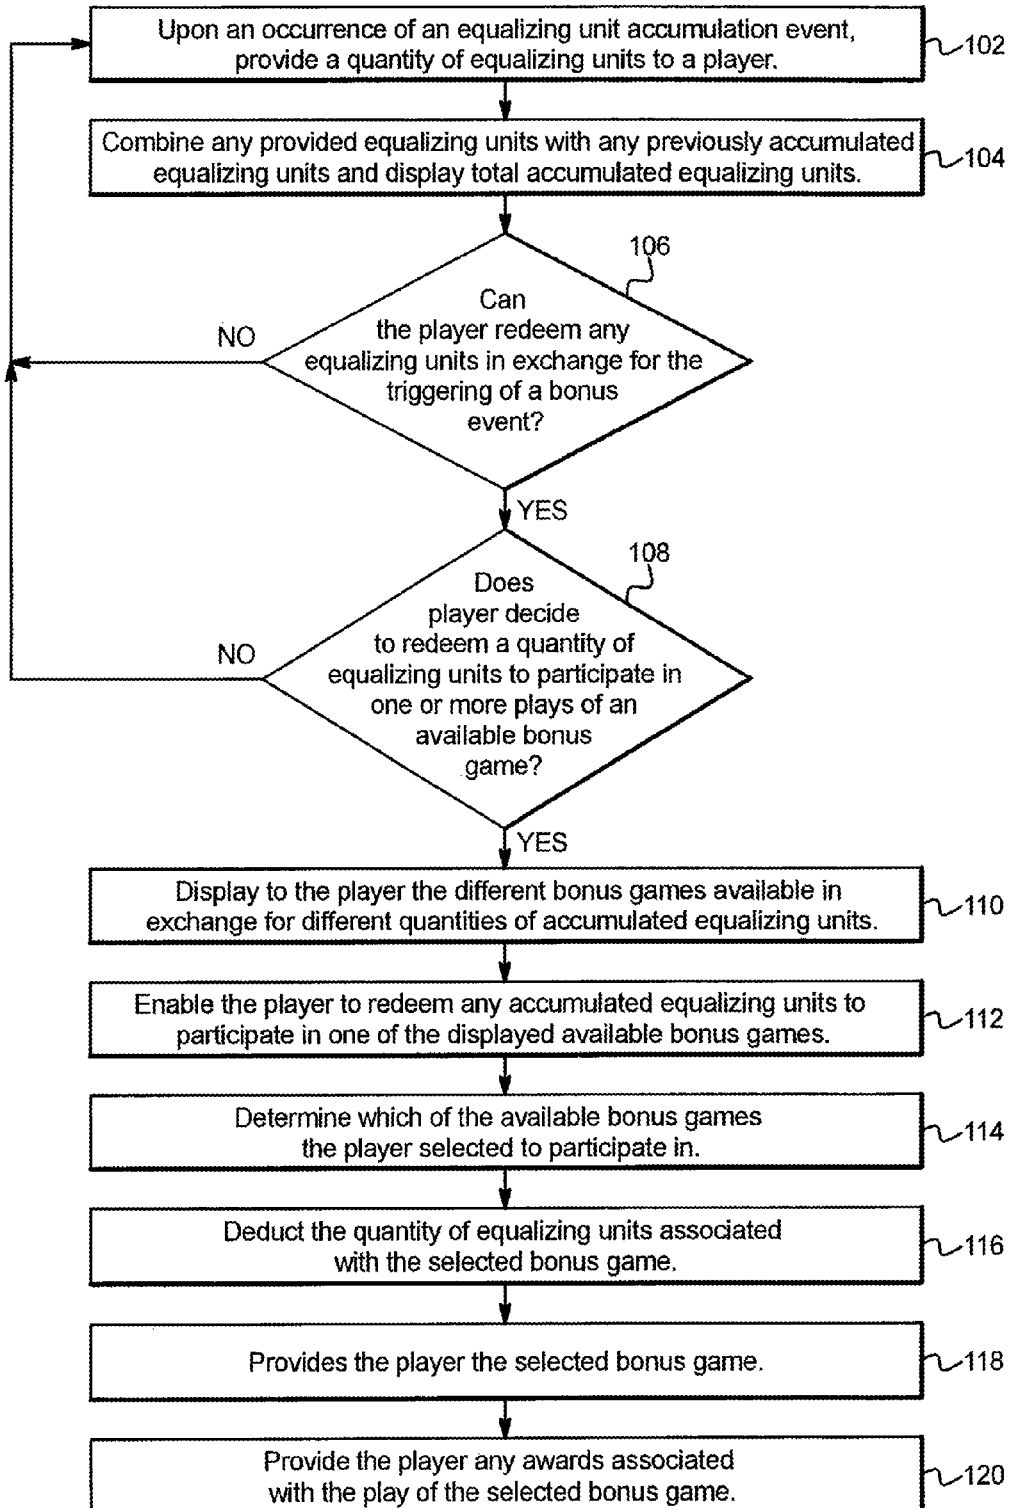 Upon an occurrence of an equalizing unit accumulation event,
provide a quantity of equalizing units to a player.
102
Combine any provided equalizing units with any previously accumulated
equalizing units and display total accumulated equalizing units.
104
106
Can
the player redeem any
equalizing units in exchange for the
triggering of a bonus
event?
NO
YES
108
Does
player decide
to redeem a quantity of
equalizing units to participate in
one or more plays of an
available bonus
game?
NO
YES
Display to the player the different bonus games available in
exchange for different quantities of accumulated equalizing units.
110
Enable the player to redeem any accumulated equalizing units to
participate in one of the displayed available bonus games.
112
Determine which of the available bonus games
the player selected to participate in.
114
Deduct the quantity of equalizing units associated
with the selected bonus game.
116
Provides the player the selected bonus game.
118
Provide the player any awards associated
with the play of the selected bonus game.
120